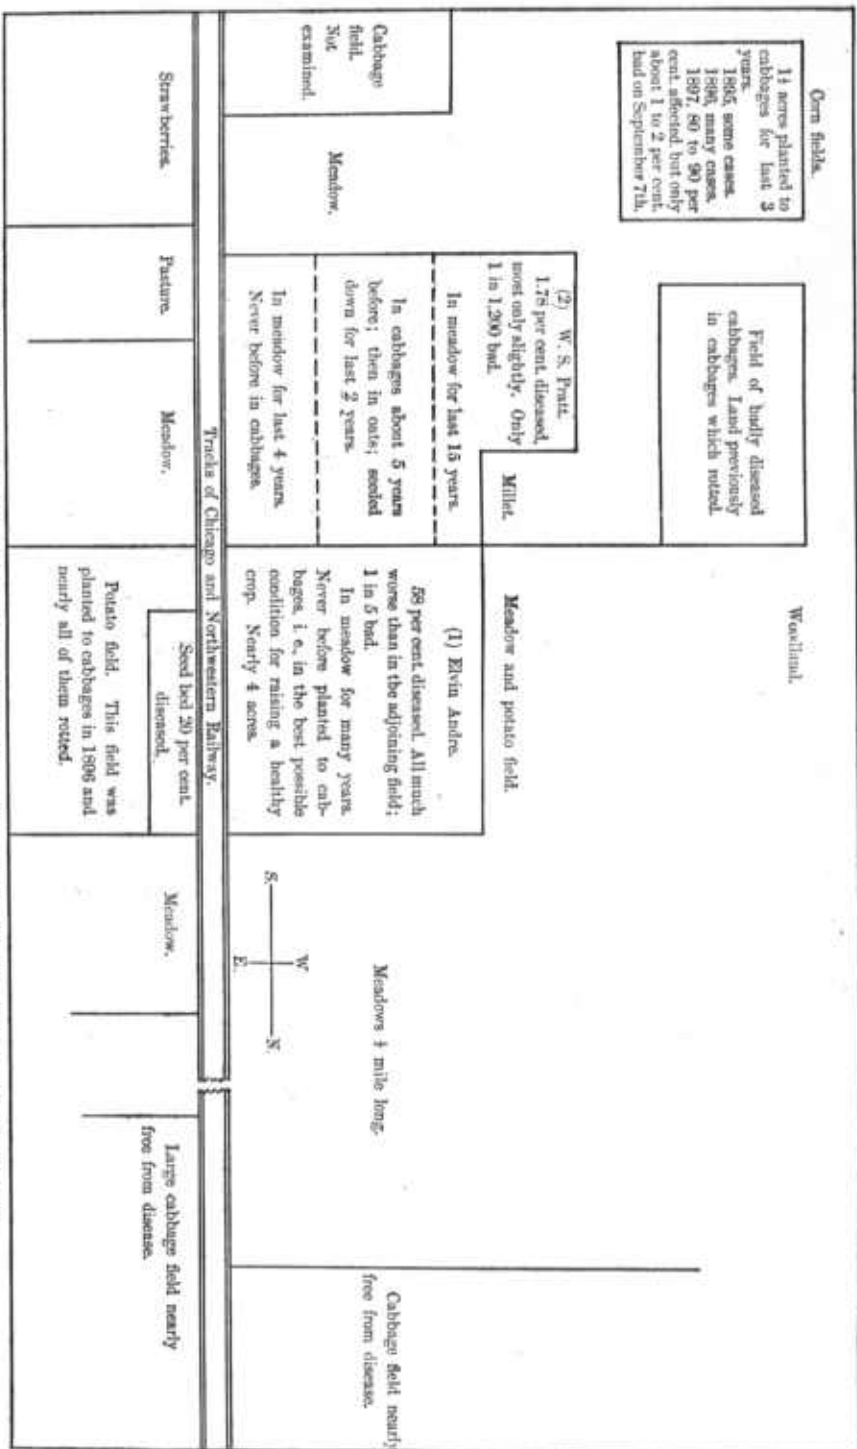 Corn fields.
1½ acres planted to
cabbages for last 3
years.
1895, some cases.
1896, many cases.
1897, 80 to 90 per
cent. affected, but only
about 1 to 2 per cent.
bad on September 7th.
Field of badly diseased
cabbages. Land previously
in cabbages which rotted.
Woodland.
Cabbage
field.
Not
examined.
Meadow.
(2) W. S. Pratt.
1.78 per cent. diseased,
most only slightly. Only
1 in 1,200 bad.
Millet.
In meadow for last 15 years.
In cabbages about 5 years
before; then in oats; seeded
down for last 2 years.
In meadow for last 4 years.
Never before in cabbages.
Meadow and potato field.
(1) Elvin Andre.
58 per cent. diseased. All much
worse than in the adjoining field;
1 in 5 bad.
In meadow for many years.
Never before planted to cab-
bages, i. e., in the best possible
condition for raising a healthy
crop. Nearly 4 acres.
Meadows mile long.
S.
W
E.
N.
Cabbage field nearly
free from disease.
Tracks of Chicago and Northwestern Railway.
Strawberries.
Pasture.
Meadow.
Seed bed 20 per cent.
diseased.
Potato field. This field was
planted to cabbages in 1896 and
nearly all of them rotted.
Meadow.
Large cabbage field nearly
free from disease.